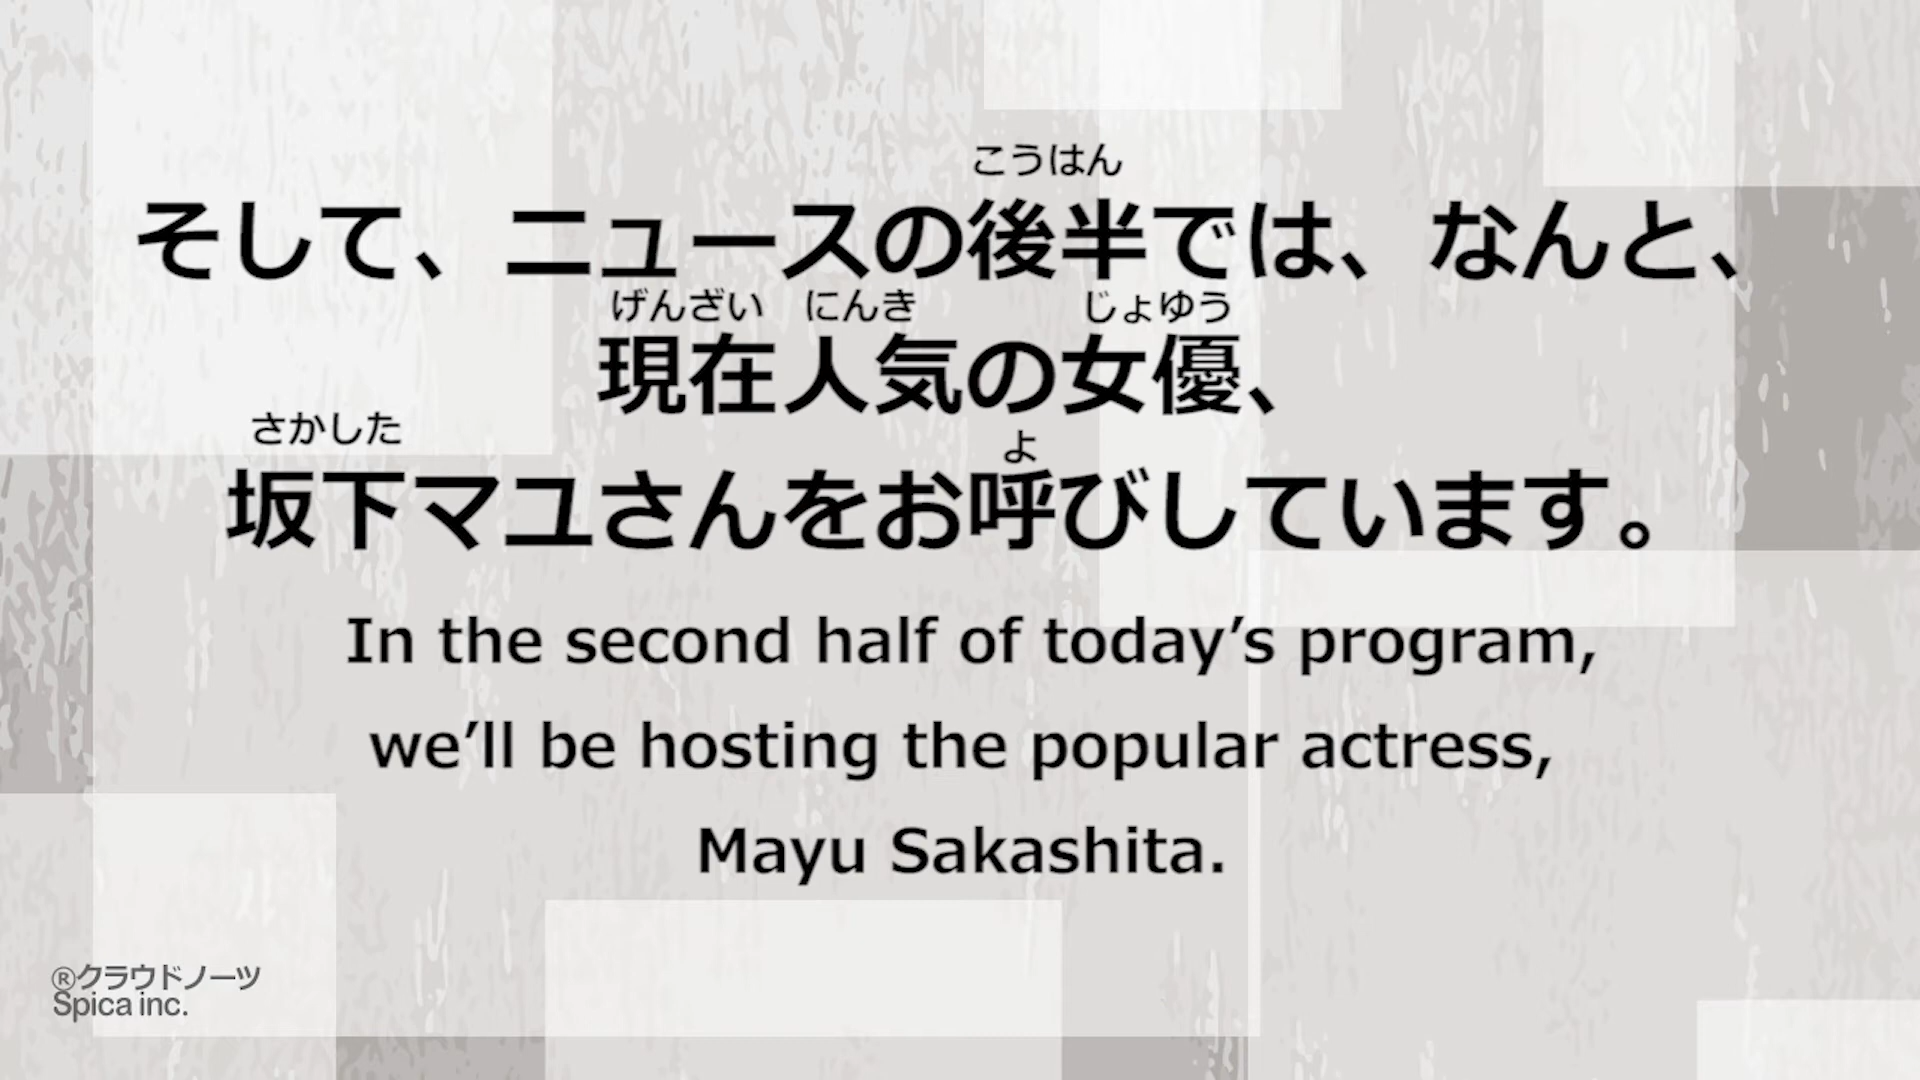 こうはん
そして、ニュースの後半では、なんと、
げんざい にんき じょゆう
現在人気の女優、
さかした よ
坂下マユさんをお呼びしています。
In the second half of today’s program,
we’ll be hosting the popular actress,
Mayu Sakashita.
®クラウドノーツ
Spica inc.